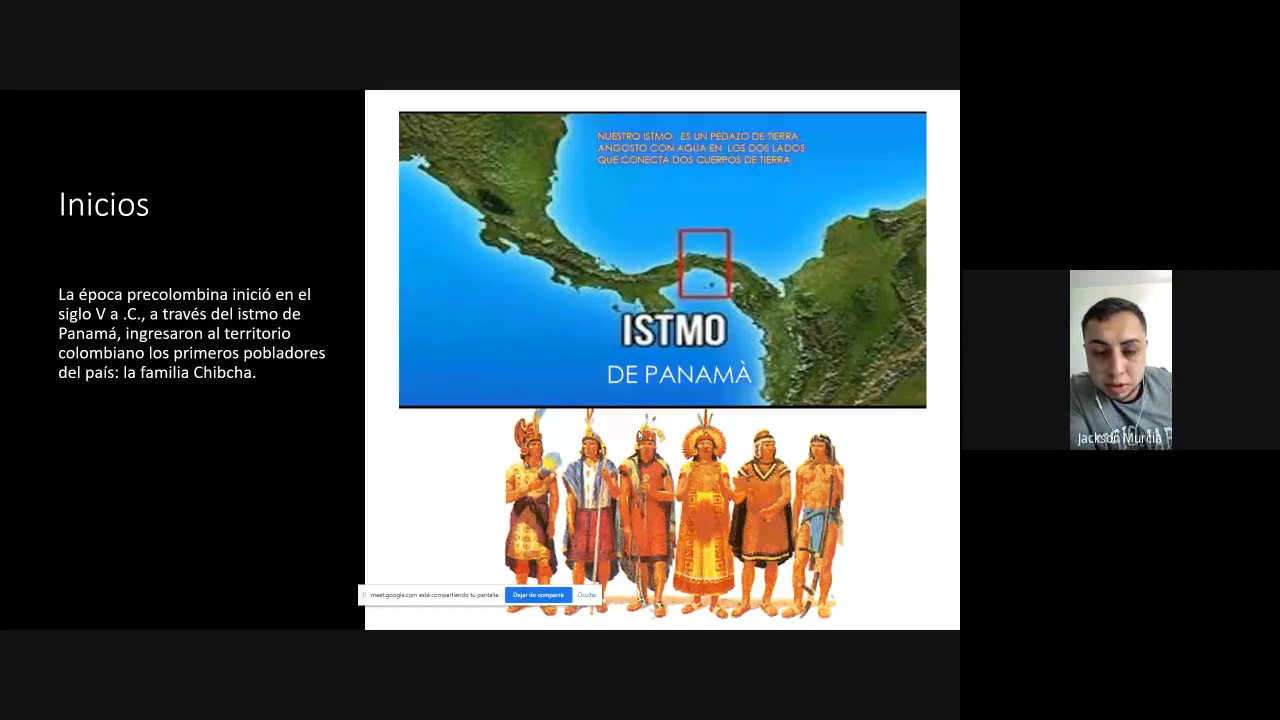 Inicios
La época precolombina inició en el
siglo V a .C., a través del istmo de
Panamá, ingresaron al territorio
colombiano los primeros pobladores
del país: la familia Chibcha.
NUESTRO ISTMO. ES UN PEDAZO DE TIERRA
ANGOSTO CON AGUA EN LOS DOS LADOS
QUE CONECTA DOS CUERPOS DE TIERRA
ISTMO
DE PANAMÀ
meet.google.com está compartiendo tu pantalla.
Dejar de compartir
Ocultar
Jackson Murcia